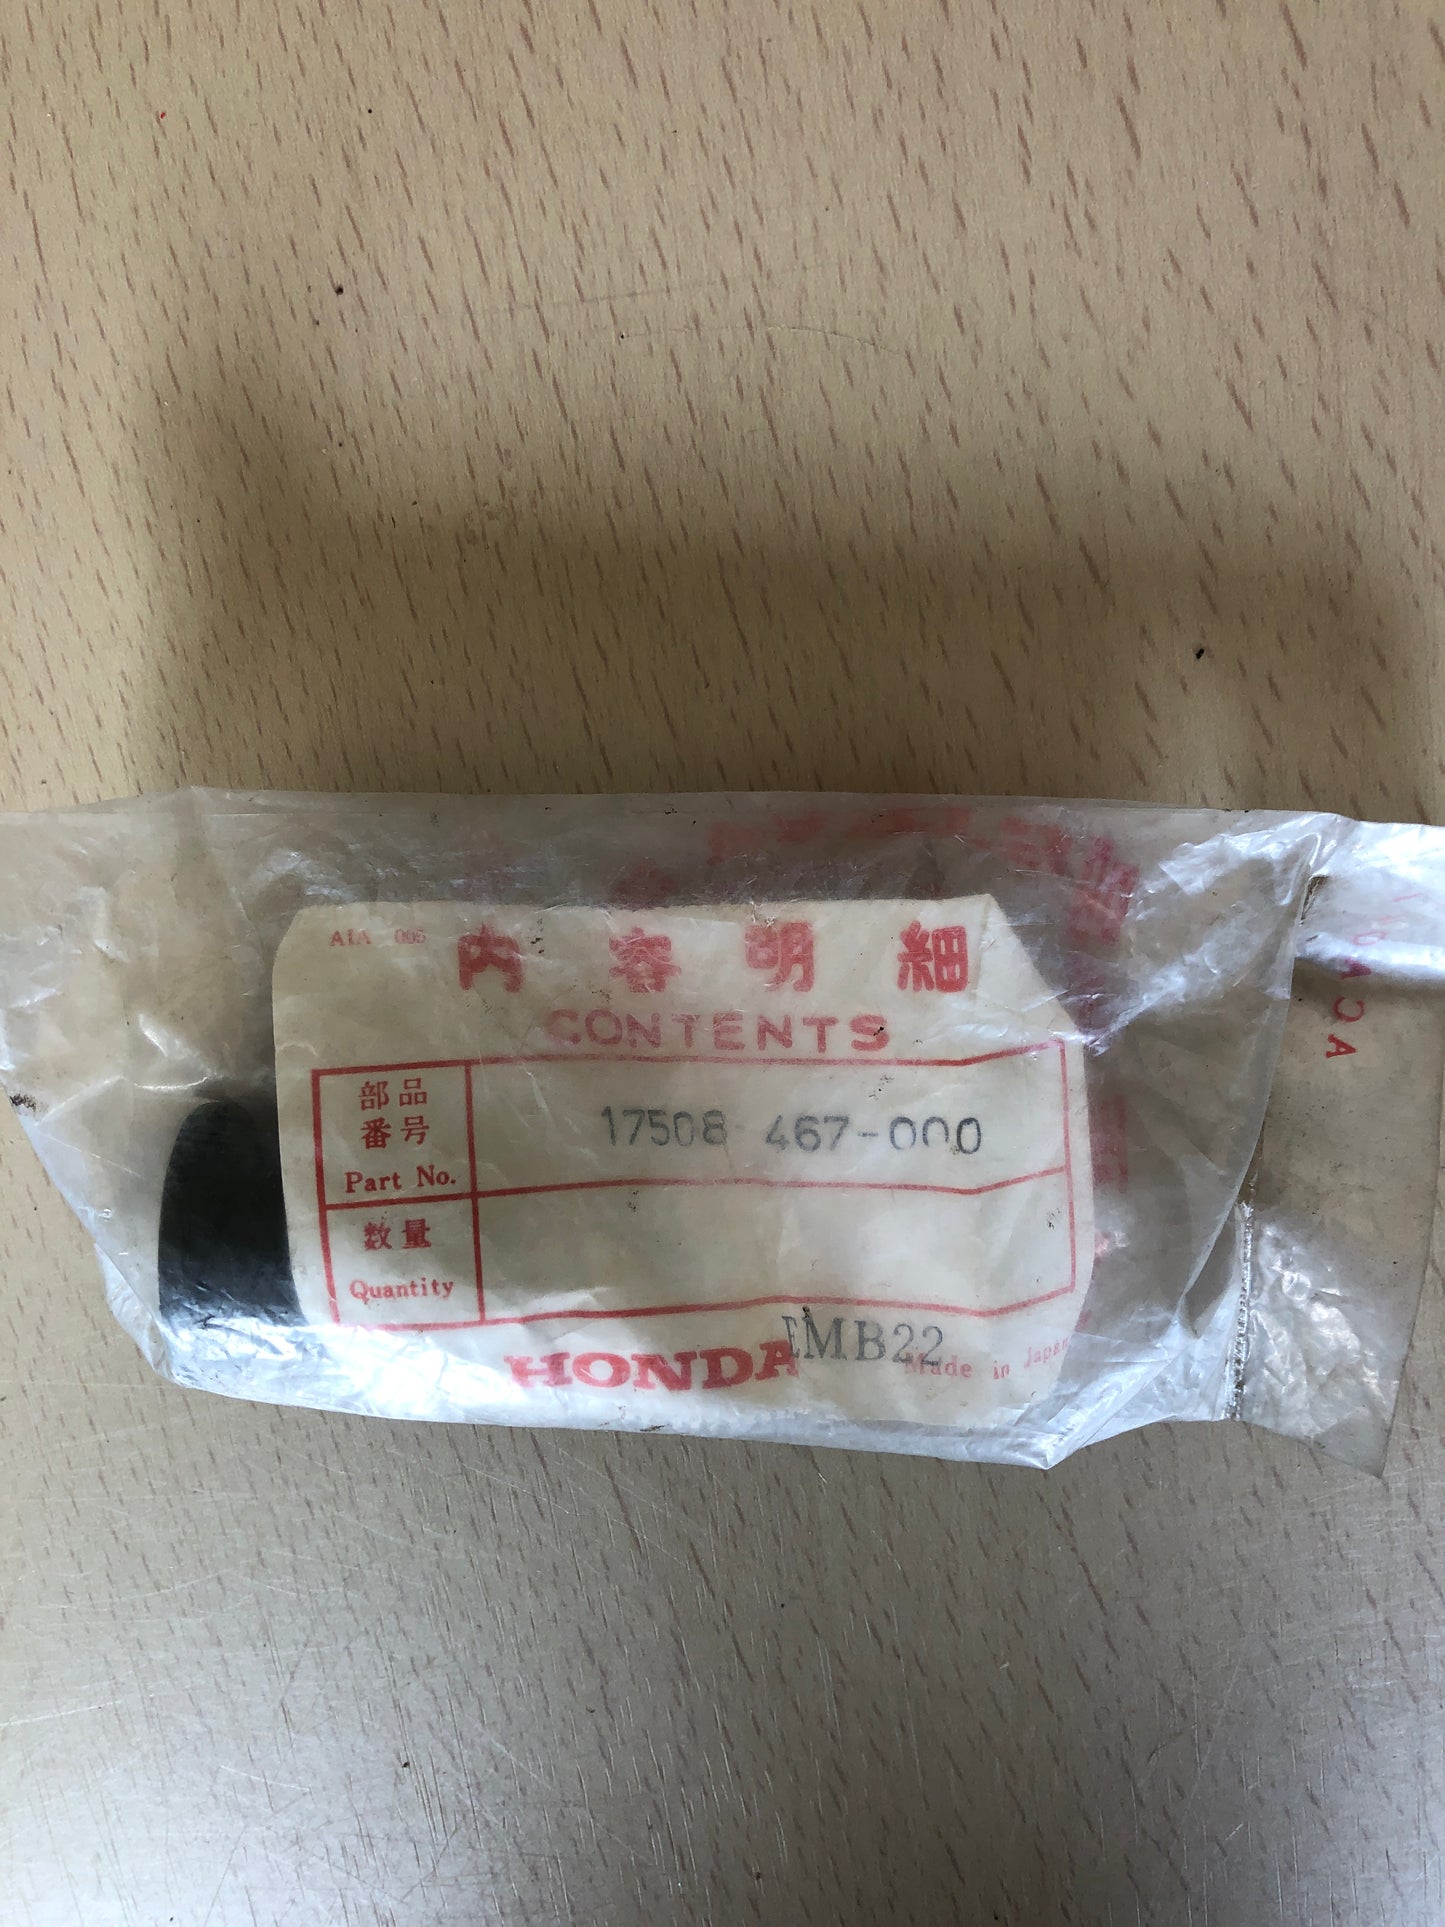 AIA 005
内容明細
CONTENTS
部品
番号
Part No.
17508-467-000
数量
Quantity
HONDA
EMB22
Made in Japan